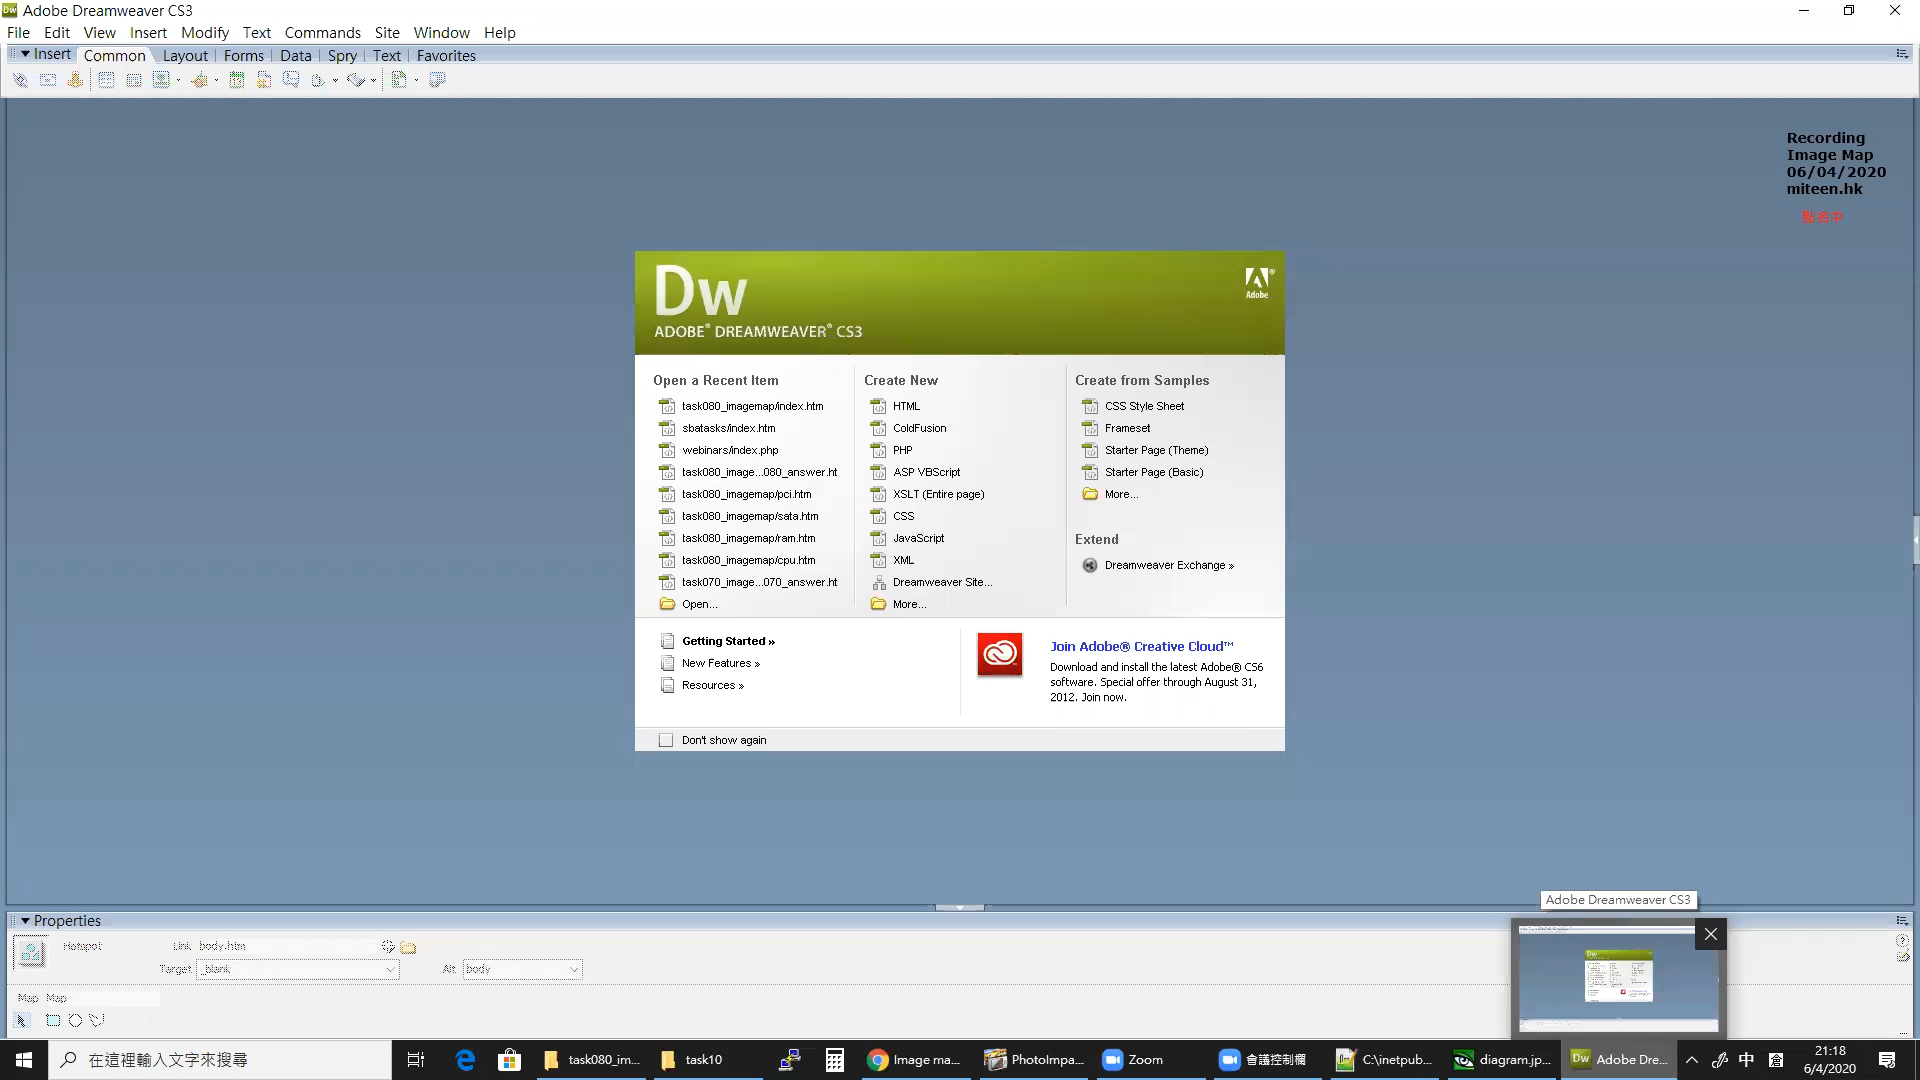 Adobe Dreamweaver CS3
File Edit View Insert Modify Text Commands Site Window Help
Insert Common Layout Forms Data Spry Text Favorites
Recording
Image Map
06/04/2020
miteen.hk
點名中
Dw
ADOBE® DREAMWEAVER® CS3
Adobe
Open a Recent Item
task080_imagemap/index.htm
sbatasks/index.htm
webinars/index.php
task080_image...080_answer.ht
task080_imagemap/pci.htm
task080_imagemap/sata.htm
task080_imagemap/ram.htm
task080_imagemap/cpu.htm
task070_image...070_answer.ht
Open...
Create New
HTML
ColdFusion
PHP
ASP VBScript
XSLT (Entire page)
CSS
JavaScript
XML
Dreamweaver Site...
More...
Create from Samples
CSS Style Sheet
Frameset
Starter Page (Theme)
Starter Page (Basic)
More...
Extend
Dreamweaver Exchange »
Getting Started »
New Features »
Resources »
Join Adobe® Creative Cloud™
Download and install the latest Adobe® CS6
software. Special offer through August 31,
2012. Join now.
Don't show again
Adobe Dreamweaver CS3
Properties
Hotspot Link body.htm
Target _blank Alt body
Map Map
在這裡輸入文字來搜尋 task080_im... task10 Image ma... PhotoImpa... Zoom 會議控制欄 C:\inetpub... diagram.jp... Dw Adobe Dre... 中 倉
21:18
6/4/2020